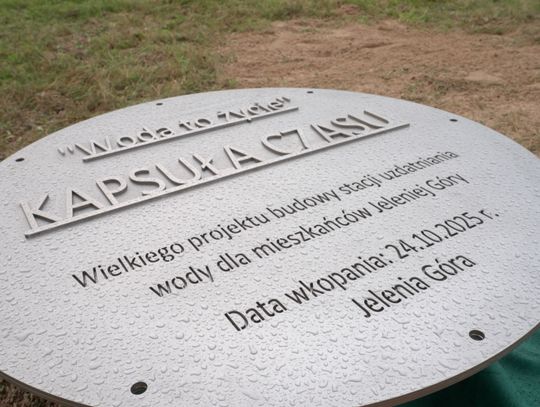 "Woda to życie"
KAPSUŁA CZASU
Wielkiego projektu budowy stacji uzdatniania
wody dla mieszkańców Jeleniej Góry
Data wkopania: 24.10.2025 r.
Jelenia Góra